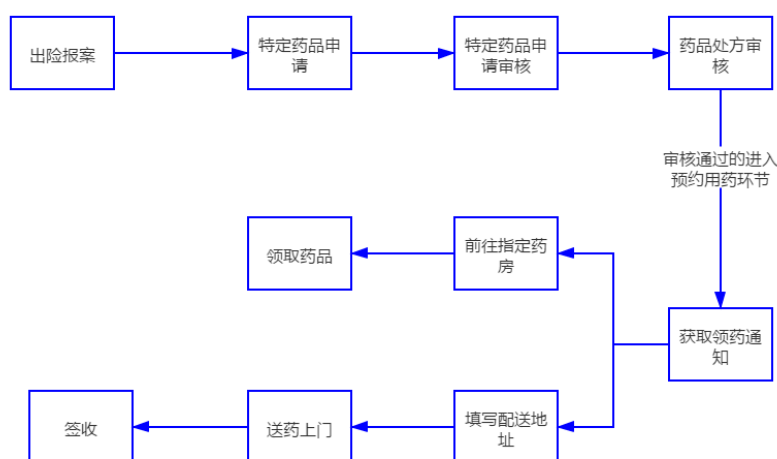 出险报案
特定药品申
请
特定药品申
请审核
药品处方审
核
审核通过的进入
预约用药环节
获取领药通
知
前往指定药
房
领取药品
填写配送地
址
送药上门
签收